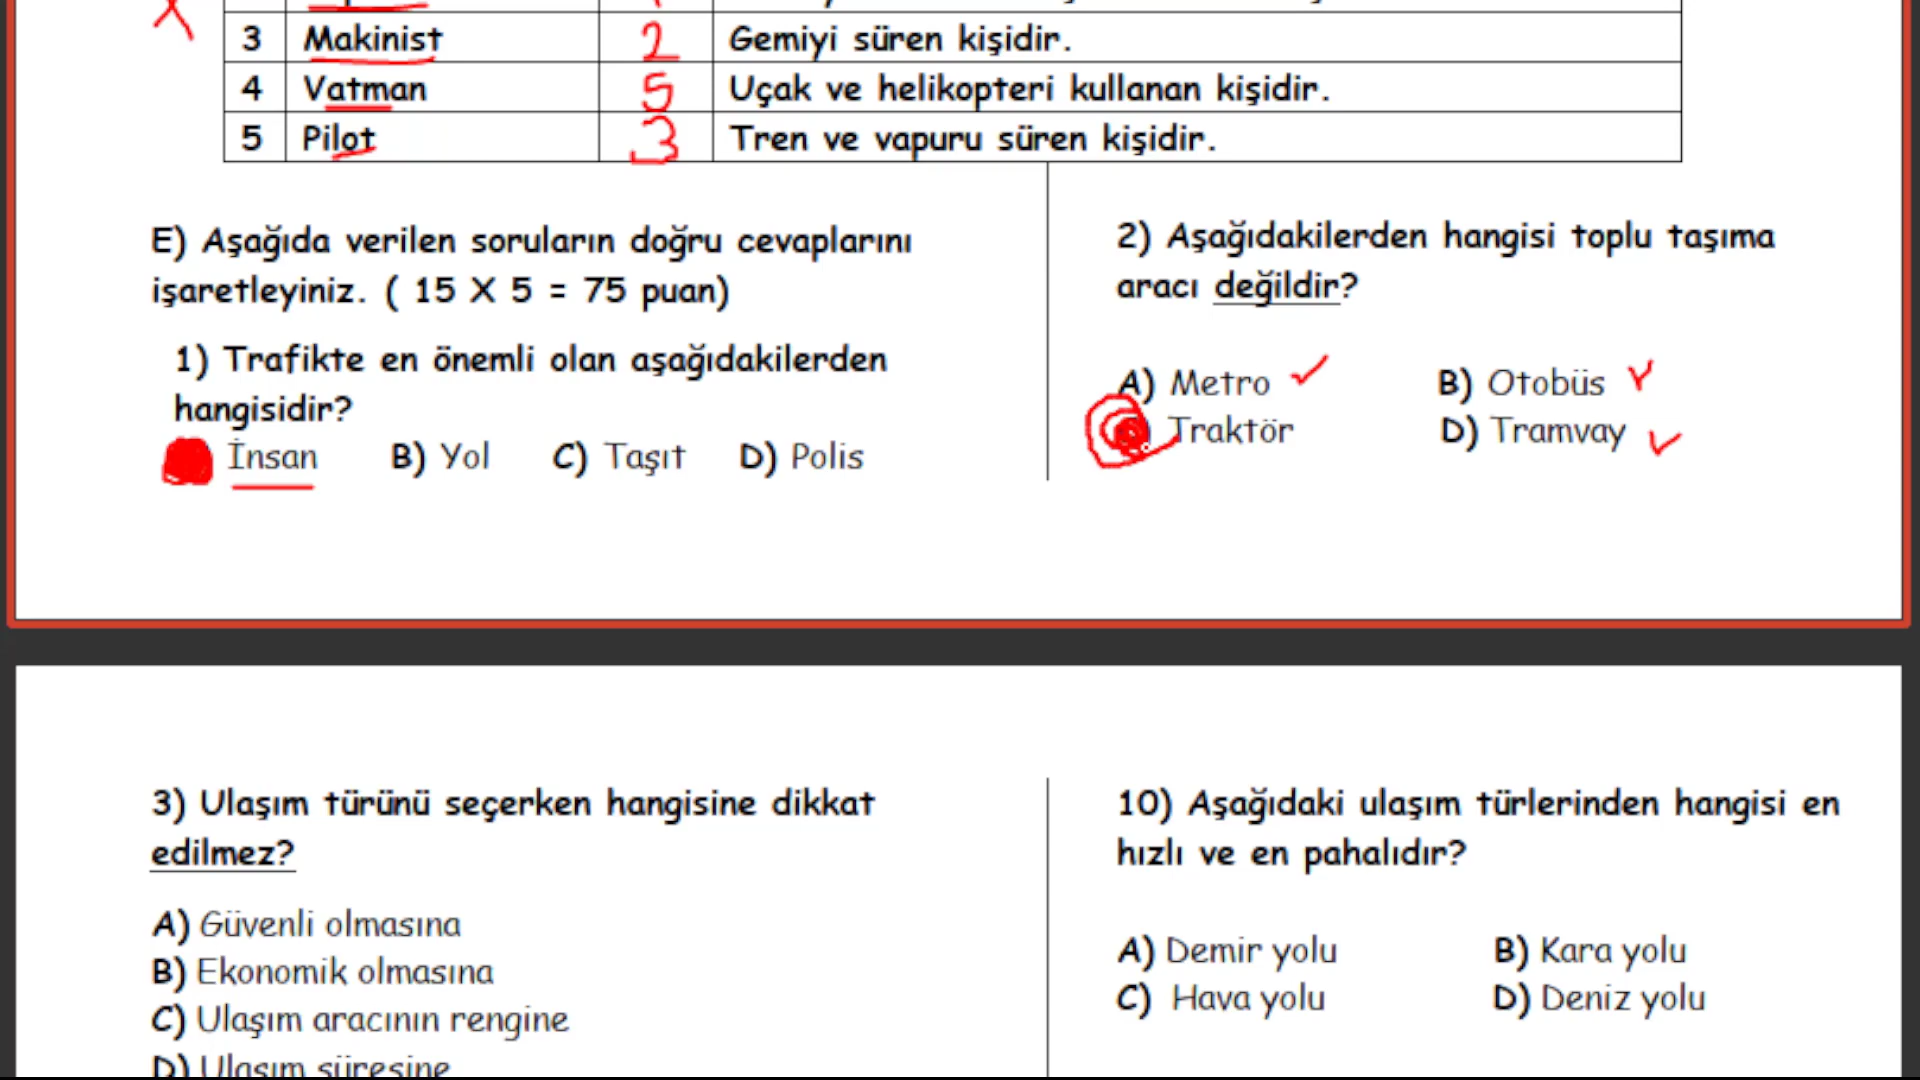 3 Makinist 2 Gemiyi süren kişidir.
4 Vatman 5 Uçak ve helikopteri kullanan kişidir.
5 Pilot 3 Tren ve vapuru süren kişidir.
E) Aşağıda verilen soruların doğru cevaplarını
işaretleyiniz. ( 15 X 5 = 75 puan)
1) Trafikte en önemli olan aşağıdakilerden
hangisidir?
İnsan B) Yol C) Taşıt D) Polis
2) Aşağıdakilerden hangisi toplu taşıma
aracı değildir?
A) Metro B) Otobüs
Traktör D) Tramvay
3) Ulaşım türünü seçerken hangisine dikkat
edilmez?
A) Güvenli olmasına
B) Ekonomik olmasına
C) Ulaşım aracının rengine
D) Ulaşım süresine
10) Aşağıdaki ulaşım türlerinden hangisi en
hızlı ve en pahalıdır?
A) Demir yolu B) Kara yolu
C) Hava yolu D) Deniz yolu